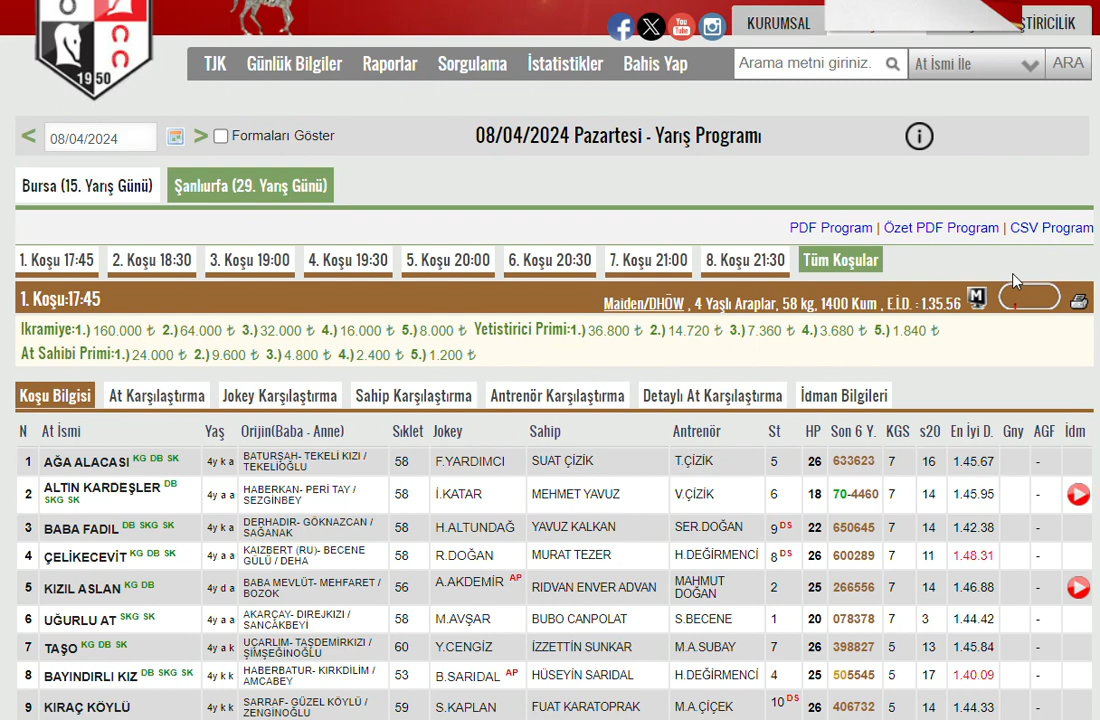 C C
C
1950
f X You Tube
KURUMSAL
ŞTİRİCİLİK
TJK Günlük Bilgiler Raporlar Sorgulama İstatistikler Bahis Yap Arama metni giriniz. At İsmi İle ARA
< 08/04/2024 > Formaları Göster 08/04/2024 Pazartesi - Yarış Programı i
Bursa (15. Yarış Günü) Şanlıurfa (29. Yarış Günü)
PDF Program | Özet PDF Program | CSV Program
1. Koşu 17:45 2. Koşu 18:30 3. Koşu 19:00 4. Koşu 19:30 5. Koşu 20:00 6. Koşu 20:30 7. Koşu 21:00 8. Koşu 21:30 Tüm Koşular
1. Koşu:17:45 Maiden/DHÖW , 4 Yaşlı Araplar, 58 kg, 1400 Kum , E.İ.D. : 1.35.56 M
Ikramiye:1.) 160.000 ₺ 2.) 64.000 ₺ 3.) 32.000 ₺ 4.) 16.000 ₺ 5.) 8.000 ₺ Yetistirici Primi:1.) 36.800 ₺ 2.) 14.720 ₺ 3.) 7.360 ₺ 4.) 3.680 ₺ 5.) 1.840 ₺
At Sahibi Primi:1.) 24.000 ₺ 2.) 9.600 ₺ 3.) 4.800 ₺ 4.) 2.400 ₺ 5.) 1.200 ₺
Koşu Bilgisi At Karşılaştırma Jokey Karşılaştırma Sahip Karşılaştırma Antrenör Karşılaştırma Detaylı At Karşılaştırma İdman Bilgileri
N At İsmi Yaş Orijin(Baba - Anne) Sıklet Jokey Sahip Antrenör St HP Son 6 Y. KGS s20 En İyi D. Gny AGF İdm
1 AĞA ALACASI KG DB SK 4y k a BATURŞAH- TEKELİ KIZI / TEKELİOĞLU 58 F.YARDIMCI SUAT ÇİZİK T.ÇİZİK 5 26 633623 7 16 1.45.67 -
2 ALTIN KARDEŞLER DB SKG SK 4y a a HABERKAN- PERİ TAY / SEZGINBEY 58 İ.KATAR MEHMET YAVUZ V.ÇİZİK 6 18 70-4460 7 14 1.45.95 -
3 BABA FADIL DB SKG SK 4y k a DERHADIR- GÖKNAZCAN / SAĞANAK 58 H.ALTUNDAĞ YAVUZ KALKAN SER.DOĞAN 9 DS 22 650645 7 14 1.42.38 -
4 ÇELİKECEVİT KG DB SK 4y a a KAIZBERT (RU)- BECENE GÜLÜ / DEHA 58 R.DOĞAN MURAT TEZER H.DEĞİRMENCİ 8 DS 26 600289 7 11 1.48.31 -
5 KIZIL ASLAN KG DB 4y d a BABA MEVLÜT- MEHFARET / BOZOK 56 A.AKDEMİR AP RIDVAN ENVER ADVAN MAHMUT DOĞAN 2 25 266556 7 14 1.46.88 -
6 UĞURLU AT SKG SK 4y a a AKARÇAY- DIREJKIZI / SANCAKBEYİ 58 M.AVŞAR BUBO CANPOLAT S.BECENE 1 20 078378 7 3 1.44.42 -
7 TAŞO KG DB SK 4y a k UÇARLIM- TAŞDEMİRKIZI / ŞİMŞEĞİNOĞLU 60 Y.CENGİZ İZZETTİN SUNKAR M.A.SUBAY 7 26 398827 5 13 1.45.84 -
8 BAYINDIRLI KIZ DB SKG SK 4y k k HABERBATUR- KIRKDİLİM / AMCABEY 53 B.SARIDAL AP HÜSEYİN SARIDAL H.DEĞİRMENCİ 4 25 505545 5 17 1.40.09 -
9 KIRAÇ KÖYLÜ 4y k k SARRAF- GÜZEL KÖYLÜ / ZENGINOĞLU 59 S.KAPLAN FUAT KARATOPRAK M.A.ÇİÇEK 10 DS 26 406732 5 14 1.44.33 -